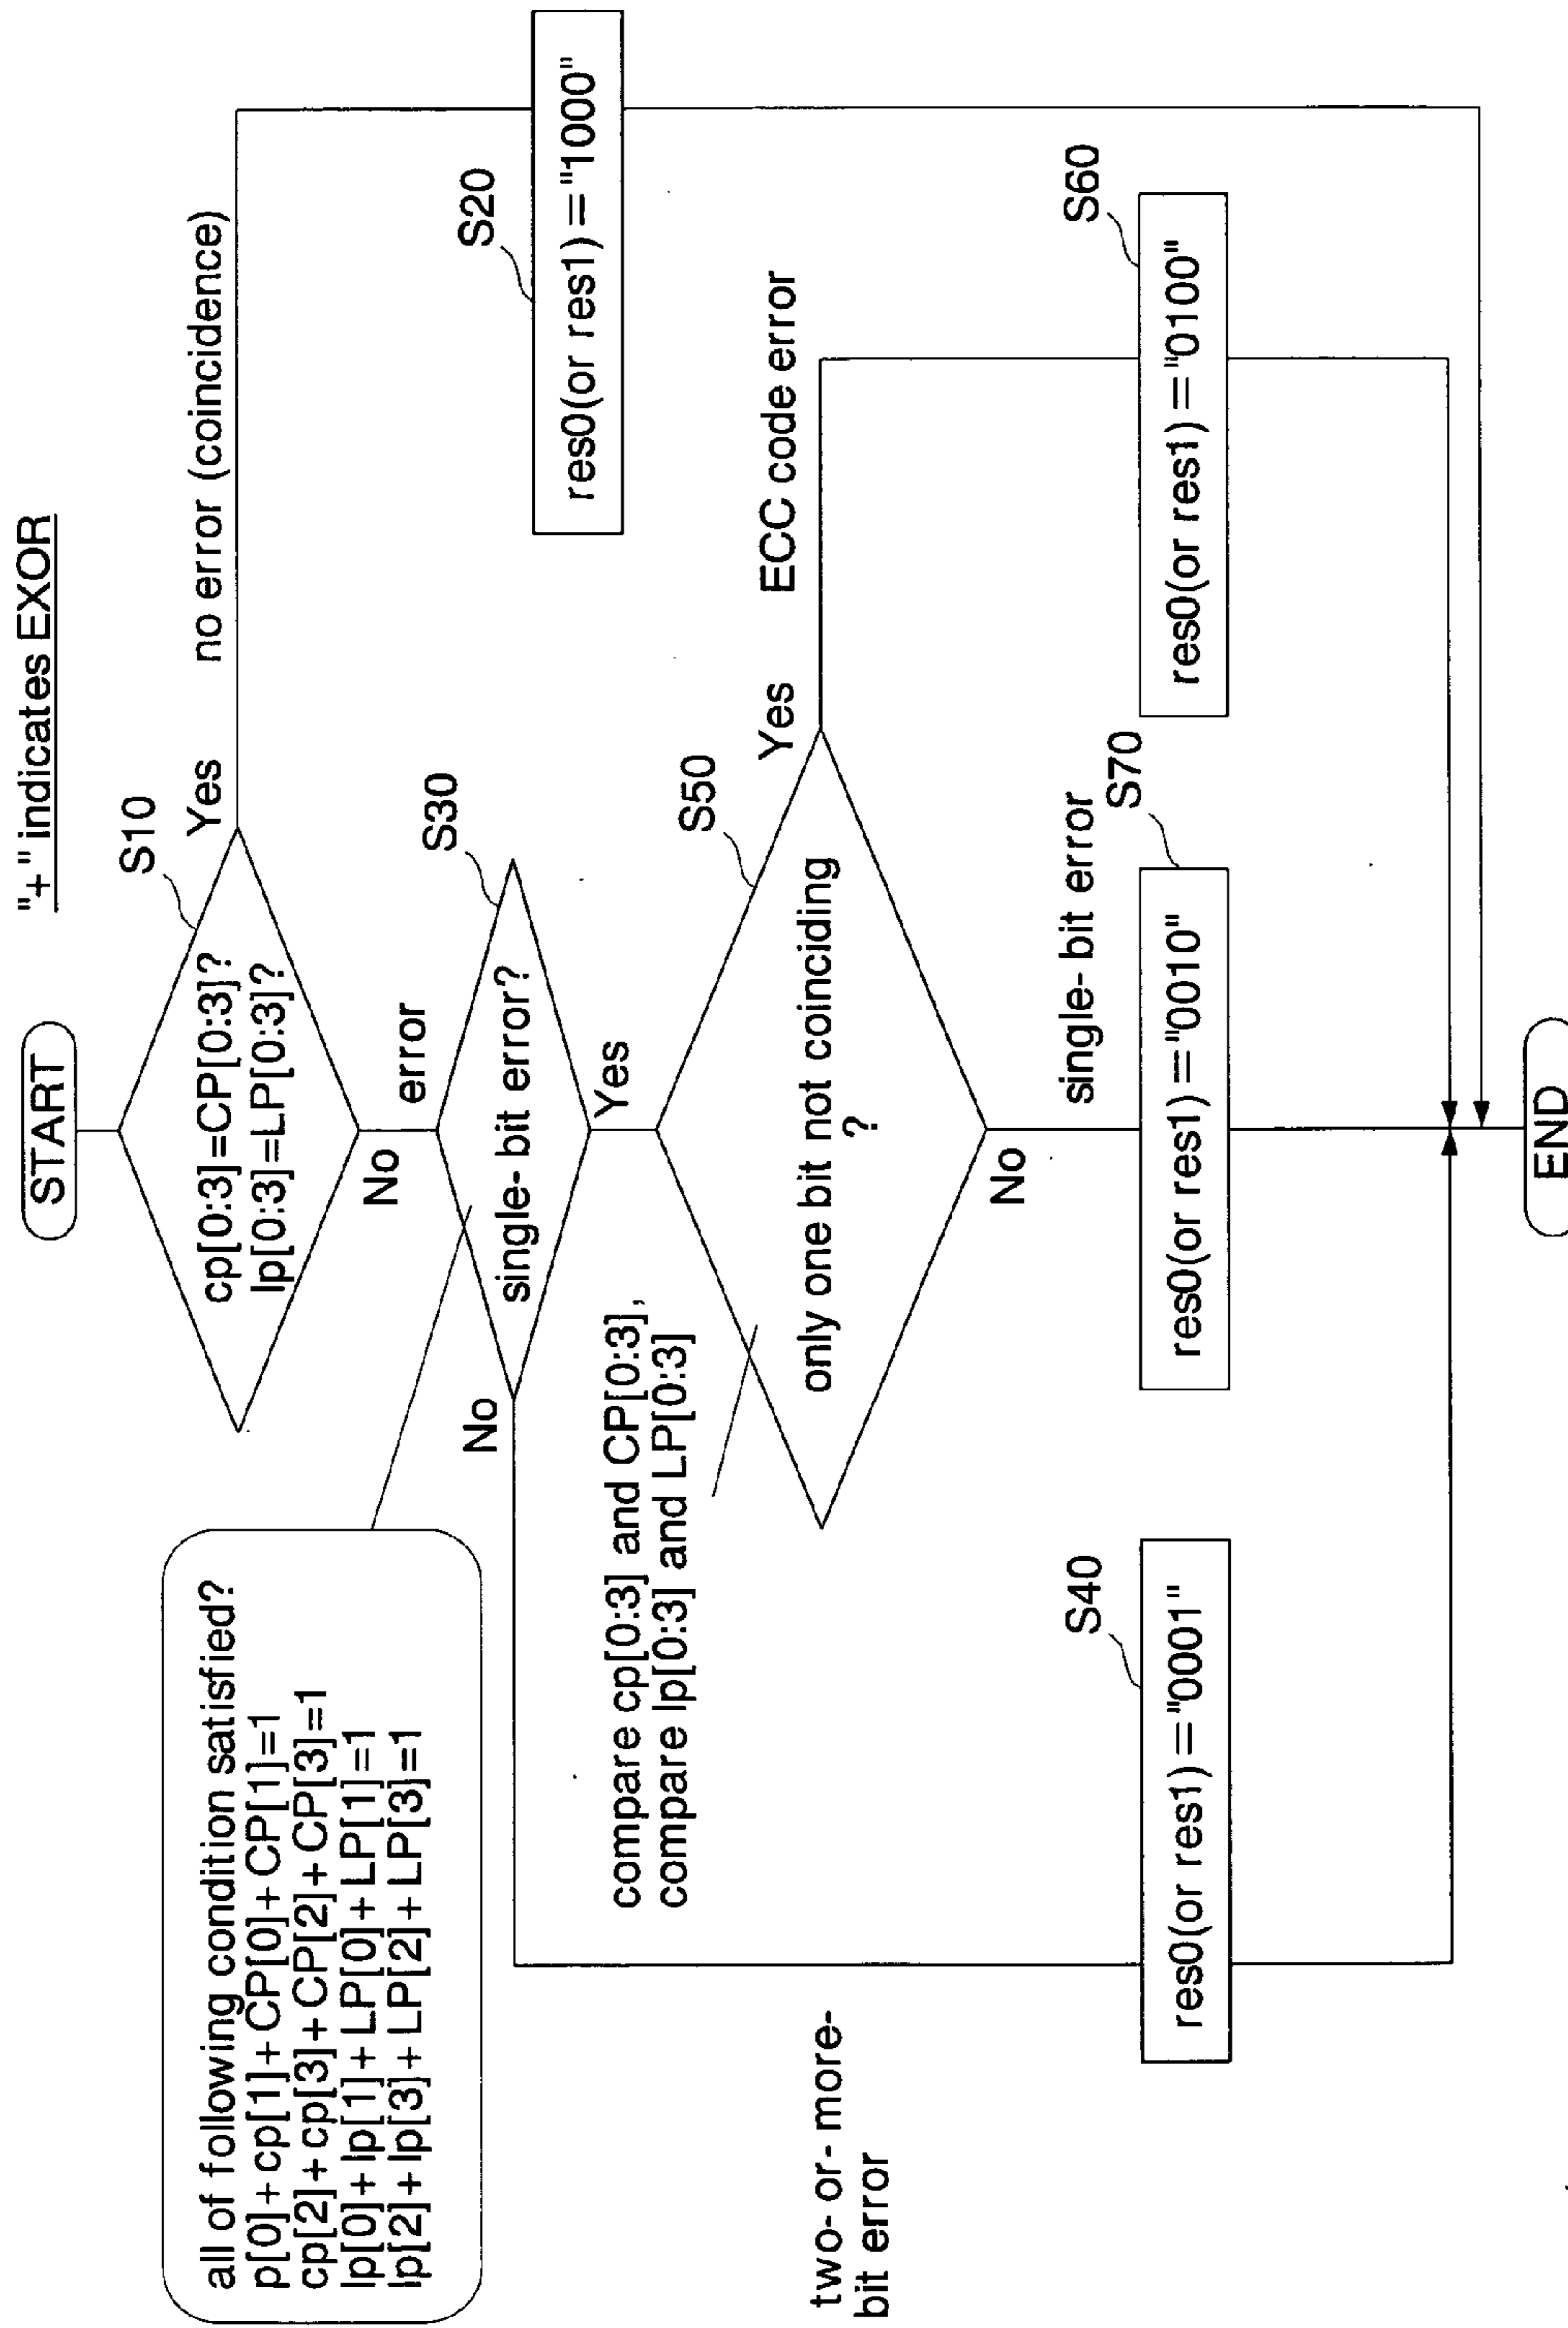 "+" indicates EXOR
START
S10
cp[0:3]=CP[0:3]?
lp[0:3]=LP[0:3]?
Yes
no error (coincidence)
S20
res0(or res1)="1000"
No
error
all of following condition satisfied?
p[0]+cp[1]+CP[0]+CP[1]=1
cp[2]+cp[3]+CP[2]+CP[3]=1
lp[0]+lp[1]+LP[0]+LP[1]=1
lp[2]+lp[3]+LP[2]+LP[3]=1
S30
single-bit error?
No
Yes
compare cp[0:3] and CP[0:3],
compare lp[0:3] and LP[0:3]
S50
only one bit not coinciding
?
Yes
ECC code error
No
two- or- more-
bit error
single- bit error
S40
res0(or res1)="0001"
S70
res0(or res1)="0010"
S60
res0(or res1)="0100"
END